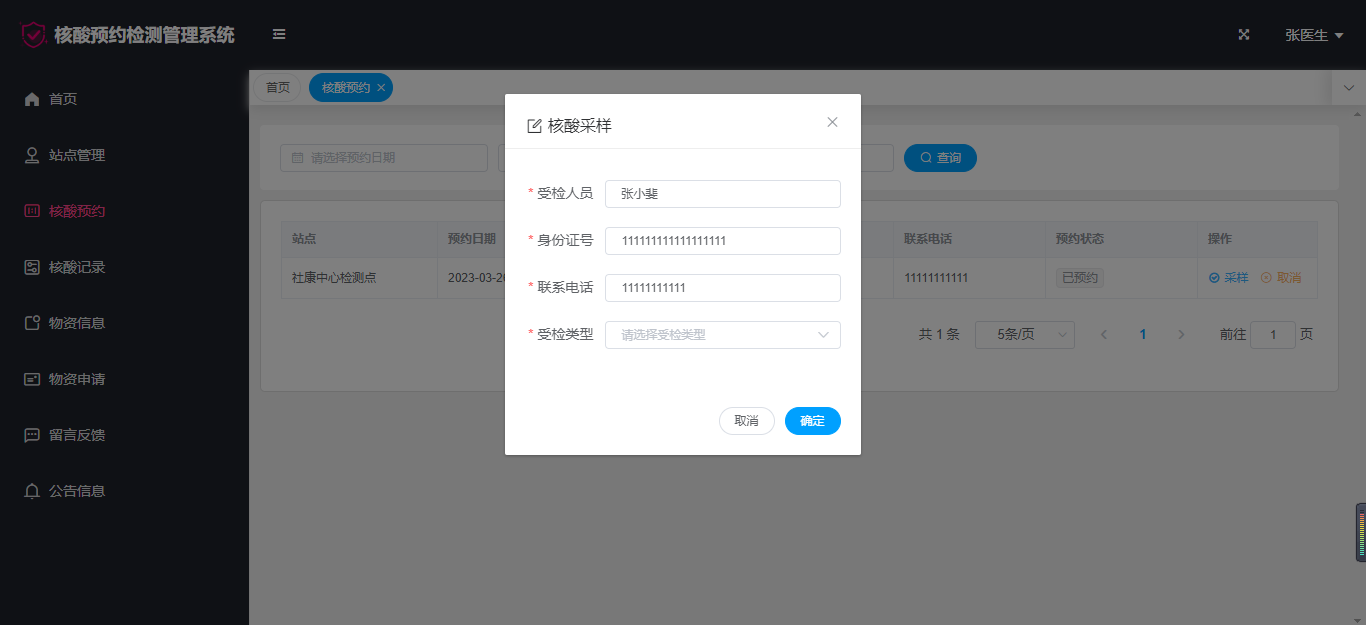 核酸预约检测管理系统
张医生
首页
站点管理
核酸预约
核酸记录
物资信息
物资申请
留言反馈
公告信息
首页 核酸预约
请选择预约日期
查询
站点 预约日期 联系电话 预约状态 操作
社康中心检测点 11111111111 已预约 采样 取消
共 1 条 5条/页 1 前往 1 页
核酸采样
* 受检人员 张小斐
* 身份证号 111111111111111111
* 联系电话 11111111111
* 受检类型 请选择受检类型
取消 确定